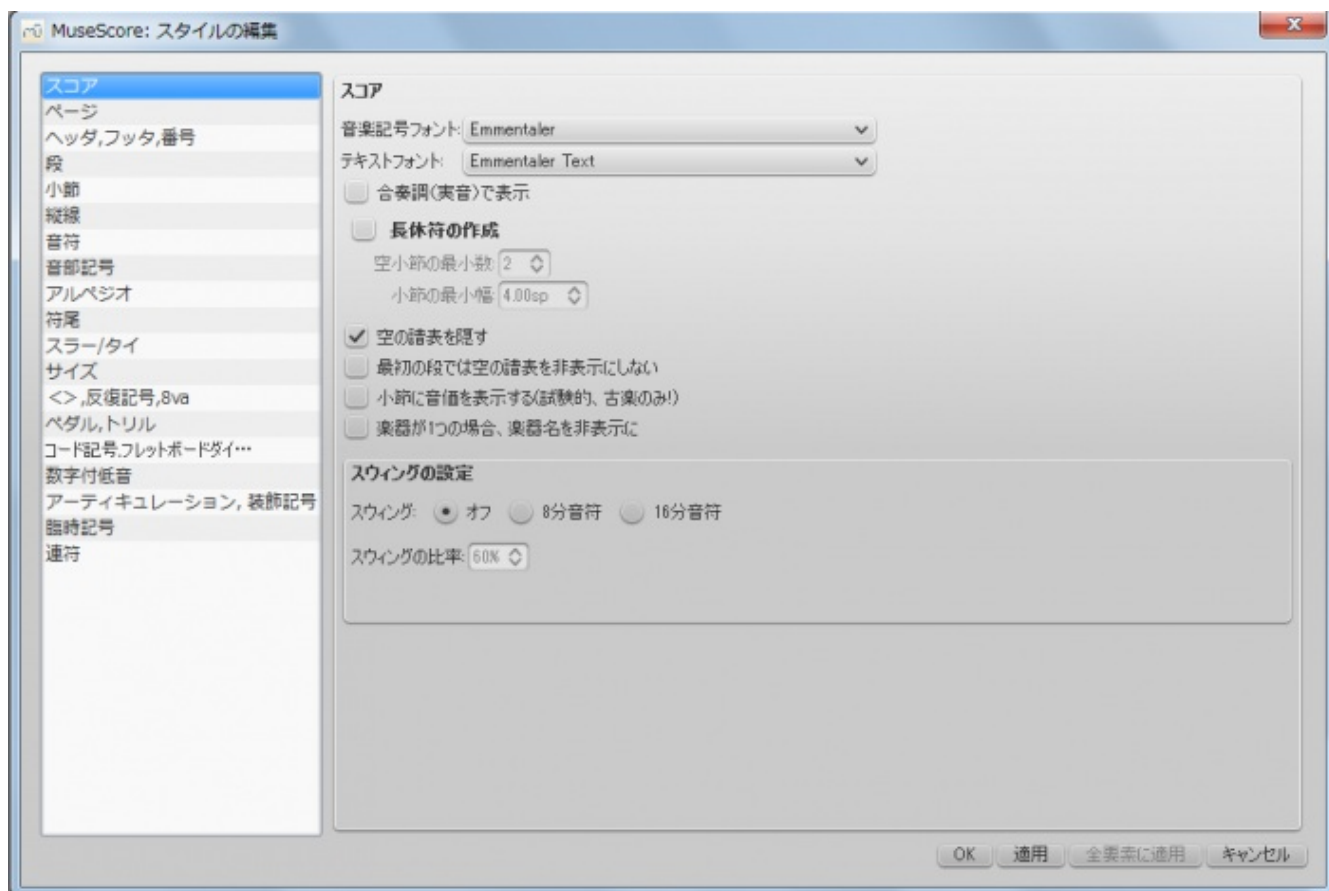 MuseScore: スタイルの編集
スコア
ページ
ヘッダ,フッタ,番号
段
小節
縦線
音符
音部記号
アルペジオ
符尾
スラー/タイ
サイズ
<> ,反復記号,8va
ペダル,トリル
コード記号.フレットボードダイ…
数字付低音
アーティキュレーション, 装飾記号
臨時記号
連符
スコア
音楽記号フォント: Emmentaler
テキストフォント: Emmentaler Text
合奏調(実音)で表示
長休符の作成
空小節の最小数: 2
小節の最小幅: 4.00sp
空の譜表を隠す
最初の段では空の譜表を非表示にしない
小節に音価を表示する(試験的、古楽のみ!)
楽器が1つの場合、楽器名を非表示に
スウィングの設定
スウィング: オフ 8分音符 16分音符
スウィングの比率: 60%
OK 適用 全要素に適用 キャンセル